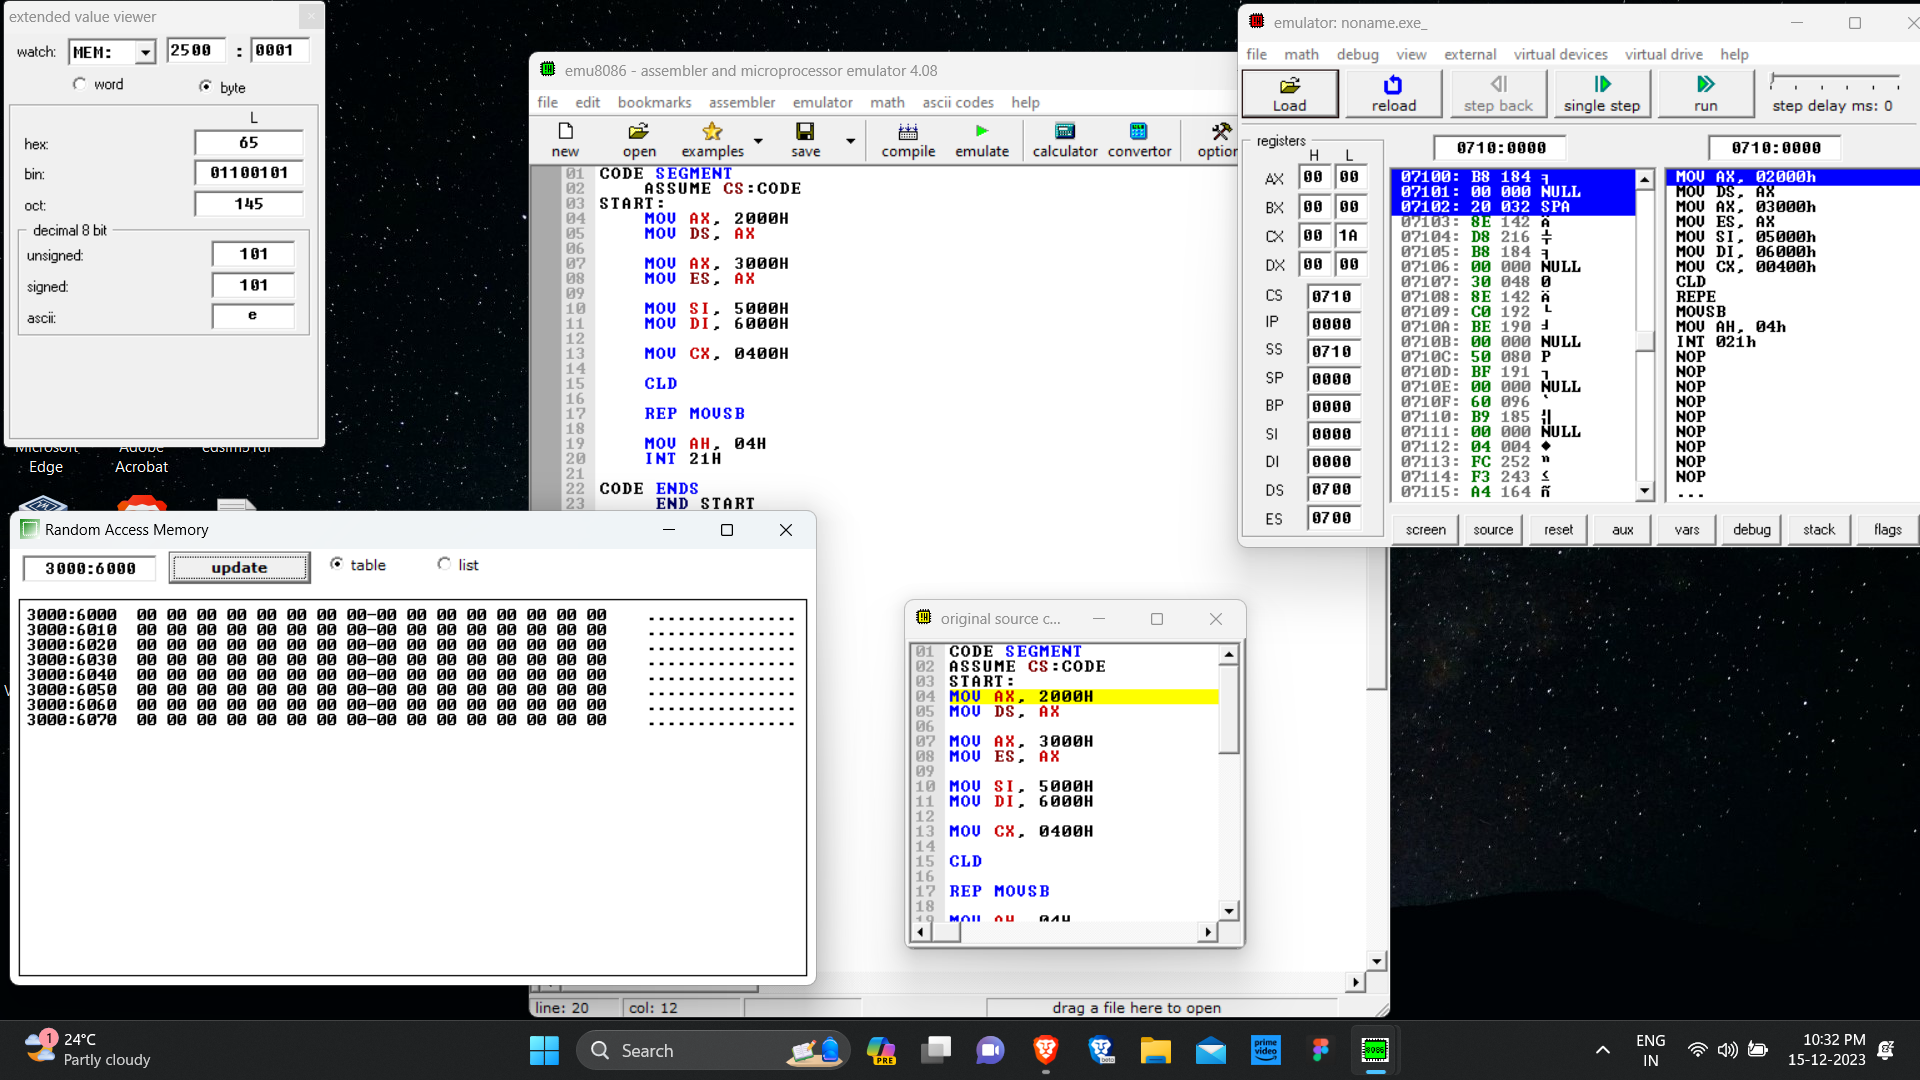 extended value viewer
watch: MEM: 2500 : 0001
word byte
L
hex: 65
bin: 01100101
oct: 145
decimal 8 bit
unsigned: 101
signed: 101
ascii: e
Microsoft Edge
Adobe Acrobat
edsim51di
emu8086 - assembler and microprocessor emulator 4.08
file edit bookmarks assembler emulator math ascii codes help
new open examples save compile emulate calculator convertor option
01 CODE SEGMENT
02 ASSUME CS:CODE
03 START:
04 MOV AX, 2000H
05 MOV DS, AX
06
07 MOV AX, 3000H
08 MOV ES, AX
09
10 MOV SI, 5000H
11 MOV DI, 6000H
12
13 MOV CX, 0400H
14
15 CLD
16
17 REP MOVSB
18
19 MOV AH, 04H
20 INT 21H
21
22 CODE ENDS
23 END START
line: 20 col: 12 drag a file here to open
emulator: noname.exe_
file math debug view external virtual devices virtual drive help
Load reload step back single step run step delay ms: 0
registers
H L
AX 00 00
BX 00 00
CX 00 1A
DX 00 00
CS 0710
IP 0000
SS 0710
SP 0000
BP 0000
SI 0000
DI 0000
DS 0700
ES 0700
0710:0000
07100: B8 184 ╕
07101: 00 000 NULL
07102: 20 032 SPA
07103: 8E 142 Ä
07104: D8 216 ╪
07105: B8 184 ╕
07106: 00 000 NULL
07107: 30 048 0
07108: 8E 142 Ä
07109: C0 192 └
0710A: BE 190 ╛
0710B: 00 000 NULL
0710C: 50 080 P
0710D: BF 191 ┐
0710E: 00 000 NULL
0710F: 60 096 `
07110: B9 185 ╣
07111: 00 000 NULL
07112: 04 004 ♦
07113: FC 252 ⁿ
07114: F3 243 ≤
07115: A4 164 ñ
0710:0000
MOV AX, 02000h
MOV DS, AX
MOV AX, 03000h
MOV ES, AX
MOV SI, 05000h
MOV DI, 06000h
MOV CX, 00400h
CLD
REPE
MOVSB
MOV AH, 04h
INT 021h
NOP
NOP
NOP
NOP
NOP
NOP
NOP
NOP
NOP
...
screen source reset aux vars debug stack flags
Random Access Memory
3000:6000 update table list
3000:6000 00 00 00 00 00 00 00 00-00 00 00 00 00 00 00 00 ................
3000:6010 00 00 00 00 00 00 00 00-00 00 00 00 00 00 00 00 ................
3000:6020 00 00 00 00 00 00 00 00-00 00 00 00 00 00 00 00 ................
3000:6030 00 00 00 00 00 00 00 00-00 00 00 00 00 00 00 00 ................
3000:6040 00 00 00 00 00 00 00 00-00 00 00 00 00 00 00 00 ................
3000:6050 00 00 00 00 00 00 00 00-00 00 00 00 00 00 00 00 ................
3000:6060 00 00 00 00 00 00 00 00-00 00 00 00 00 00 00 00 ................
3000:6070 00 00 00 00 00 00 00 00-00 00 00 00 00 00 00 00 ................
original source c...
01 CODE SEGMENT
02 ASSUME CS:CODE
03 START:
04 MOV AX, 2000H
05 MOV DS, AX
06
07 MOV AX, 3000H
08 MOV ES, AX
09
10 MOV SI, 5000H
11 MOV DI, 6000H
12
13 MOV CX, 0400H
14
15 CLD
16
17 REP MOVSB
18
19 MOV AH, 04H
1
24°C
Partly cloudy
Search
PRE
beta
prime video
8086
ENG
IN
10:32 PM
15-12-2023